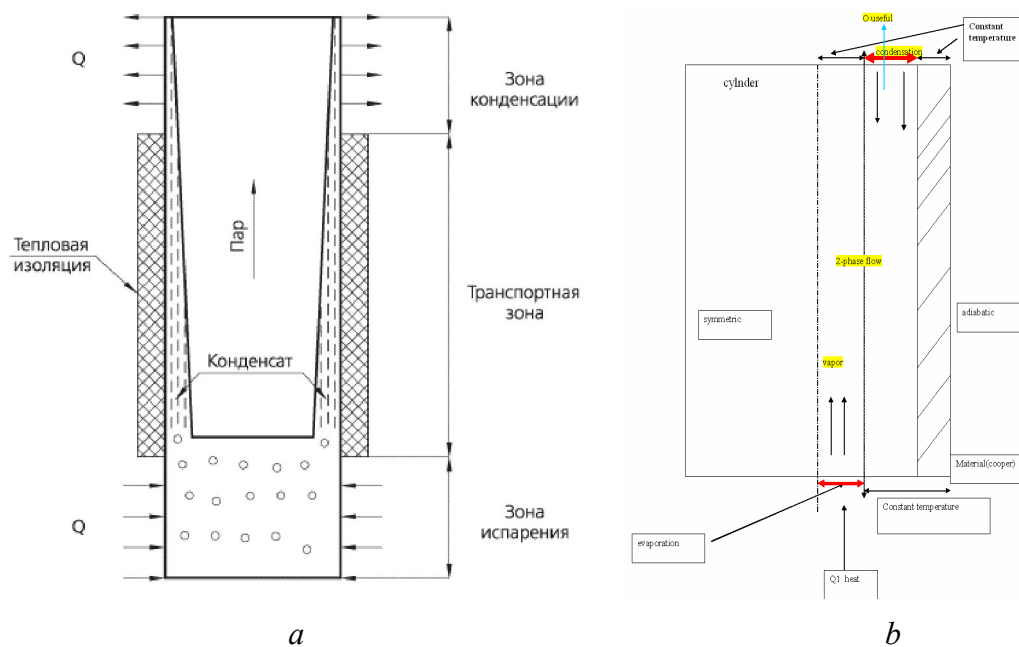 Q
Зона
конденсации
Тепловая
изоляция
Пар
Транспортная
зона
Конденсат
Q
Зона
испарения
a
Q useful
Constant
temperature
condensation
cylnder
2-phase flow
symmetric
adiabatic
vapor
Material(cooper)
Constant temperature
evaporation
Q1 heat
b